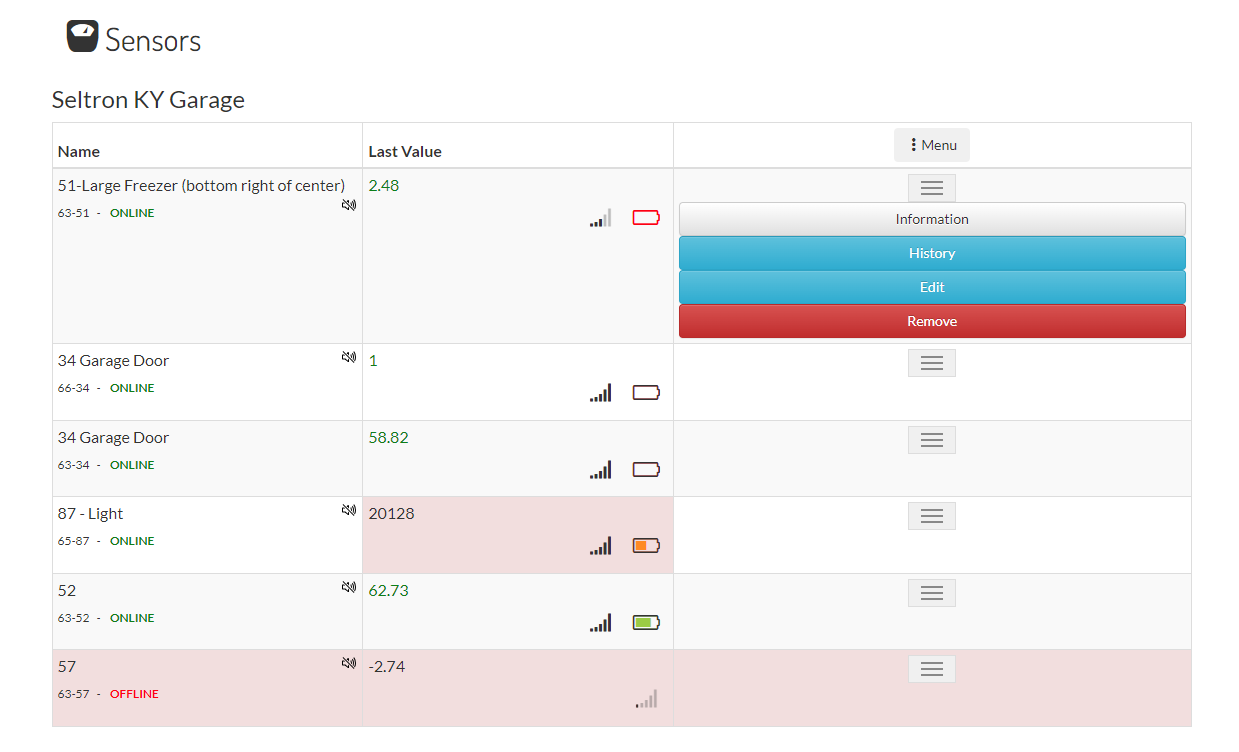 Sensors
Seltron KY Garage
Name Last Value Menu
51-Large Freezer (bottom right of center) 2.48
63-51 - ONLINE
Information
History
Edit
Remove
34 Garage Door 1
66-34 - ONLINE
34 Garage Door 58.82
63-34 - ONLINE
87 - Light 20128
65-87 - ONLINE
52 62.73
63-52 - ONLINE
57 -2.74
63-57 - OFFLINE